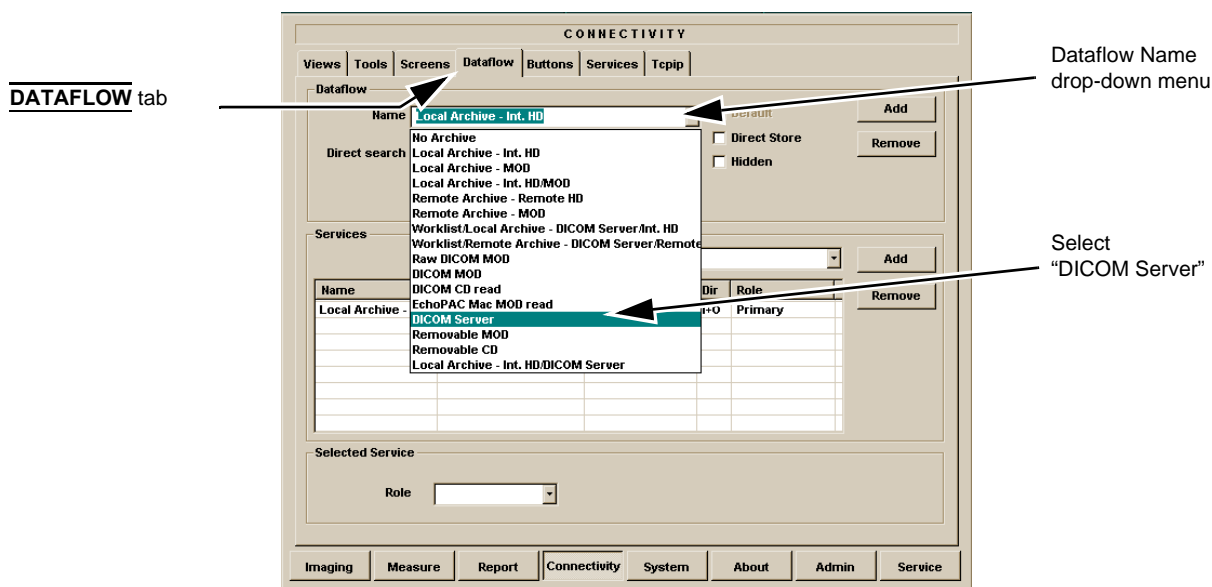 CONNECTIVITY
Views Tools Screens Dataflow Buttons Services Tcpip
Dataflow Name
drop-down menu
DATAFLOW tab
Dataflow
Name Local Archive - Int. HD Default Add
Direct search Direct Store Remove
Hidden
No Archive
Local Archive - Int. HD
Local Archive - MOD
Local Archive - Int. HD/MOD
Remote Archive - Remote HD
Remote Archive - MOD
Worklist/Local Archive - DICOM Server/Int. HD
Worklist/Remote Archive - DICOM Server/Remote
Raw DICOM MOD
DICOM MOD
DICOM CD read
EchoPAC Mac MOD read
DICOM Server
Removable MOD
Removable CD
Local Archive - Int. HD/DICOM Server
Services
Add
Select
“DICOM Server”
Name Dir Role Remove
Local Archive - I+O Primary
Selected Service
Role
Imaging Measure Report Connectivity System About Admin Service